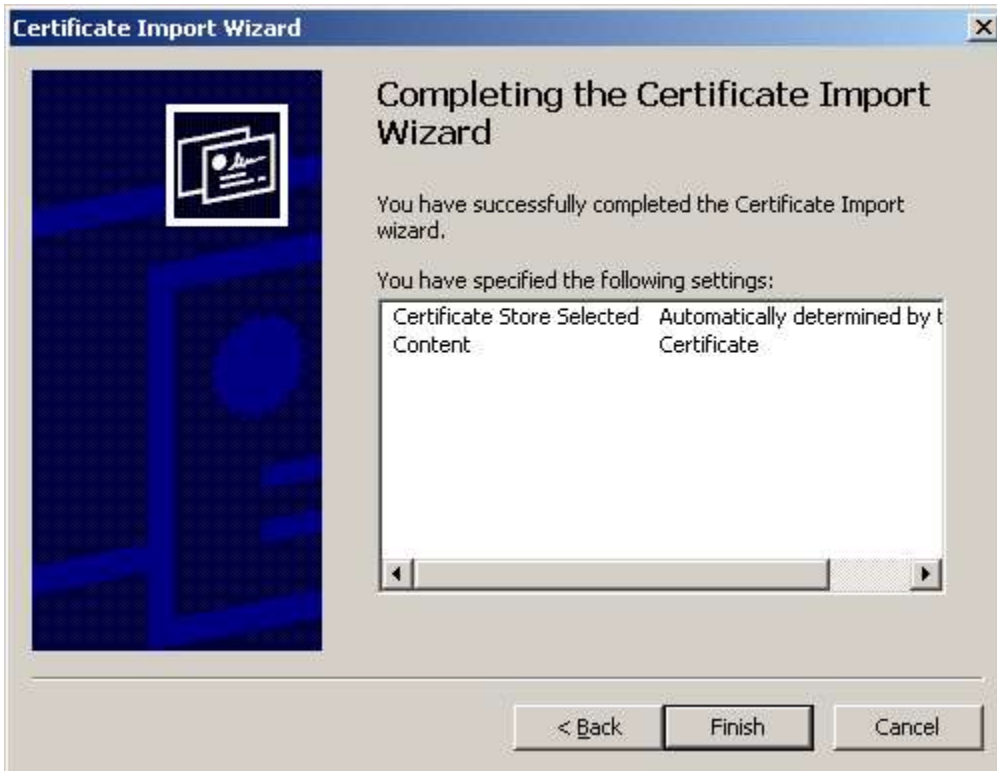 Certificate Import Wizard
Completing the Certificate Import
Wizard
You have successfully completed the Certificate Import
wizard.
You have specified the following settings:
Certificate Store Selected Automatically determined by t
Content Certificate
< Back Finish Cancel